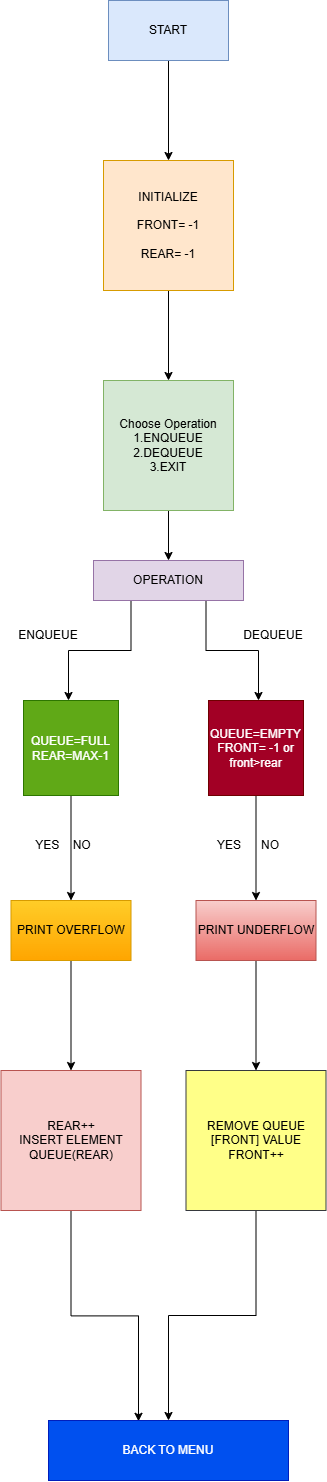 START
INITIALIZE
FRONT= -1
REAR= -1
Choose Operation
1.ENQUEUE
2.DEQUEUE
3.EXIT
OPERATION
ENQUEUE
DEQUEUE
QUEUE=FULL
REAR=MAX-1
QUEUE=EMPTY
FRONT= -1 or
front>rear
YES
NO
YES
NO
PRINT OVERFLOW
PRINT UNDERFLOW
REAR++
INSERT ELEMENT
QUEUE(REAR)
REMOVE QUEUE
[FRONT] VALUE
FRONT++
BACK TO MENU